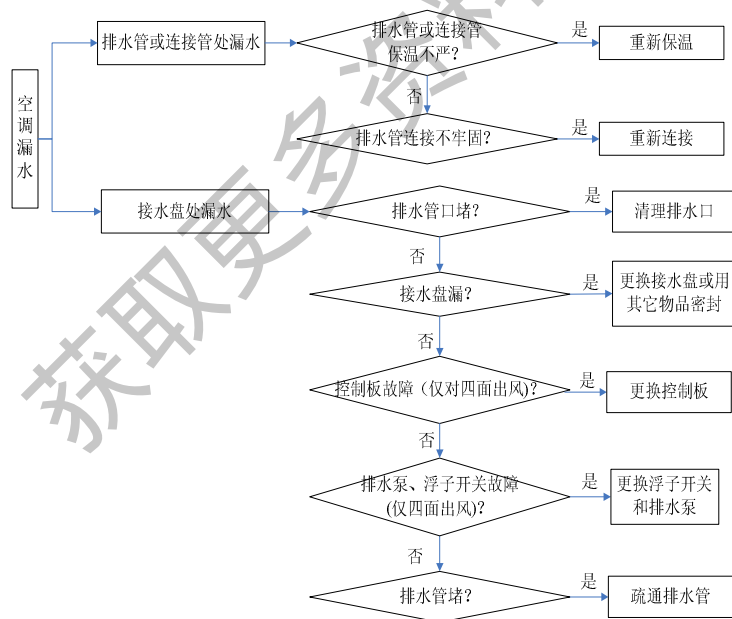 排水管或连接管处漏水
排水管或连接管
保温不严?
是
重新保温
空调漏水
否
排水管连接不牢固?
是
重新连接
接水盘处漏水
排水管口堵?
是
清理排水口
否
接水盘漏?
是
更换接水盘或用
其它物品密封
否
控制板故障（仅对四面出风)?
是
更换控制板
否
排水泵、浮子开关故障
(仅四面出风)?
是
更换浮子开关
和排水泵
否
排水管堵?
是
疏通排水管
获取更多资料